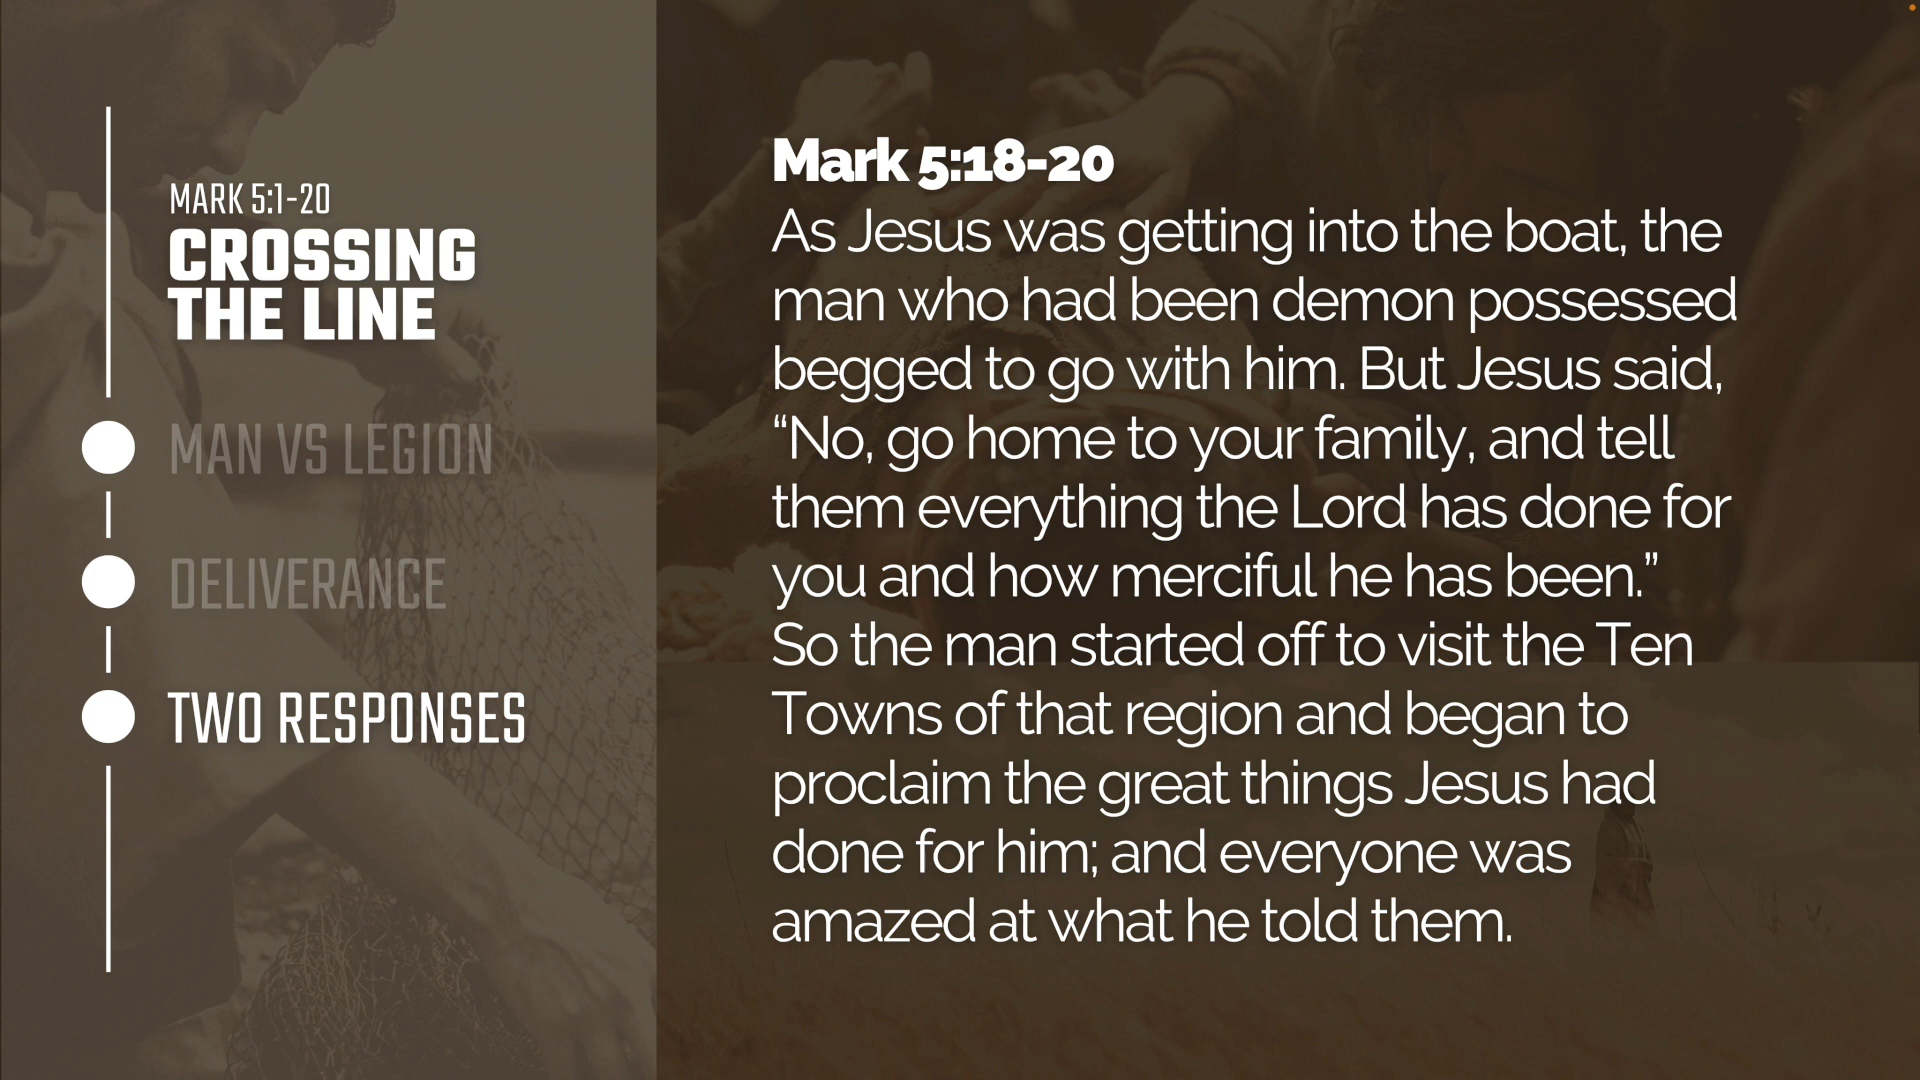 MARK 5:1-20
CROSSING
THE LINE
MAN VS LEGION
DELIVERANCE
TWO RESPONSES
Mark 5:18-20
As Jesus was getting into the boat, the
man who had been demon possessed
begged to go with him. But Jesus said,
“No, go home to your family, and tell
them everything the Lord has done for
you and how merciful he has been.”
So the man started off to visit the Ten
Towns of that region and began to
proclaim the great things Jesus had
done for him; and everyone was
amazed at what he told them.